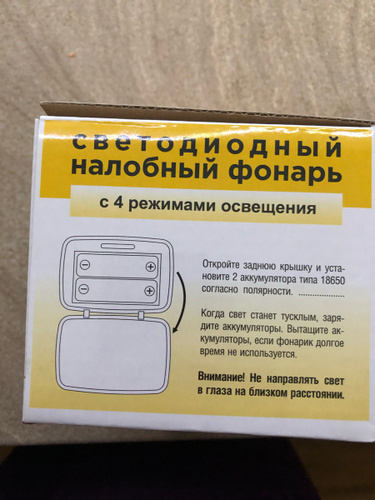 светодиодный
налобный фонарь
с 4 режимами освещения
Откройте заднюю крышку и уста-
новите 2 аккумулятора типа 18650
согласно полярности. ......................
Когда свет станет тусклым, заря-
дите аккумуляторы. Вытащите ак-
кумуляторы, если фонарик долгое
время не используется.
Внимание! Не направлять свет
в глаза на близком расстоянии.
− +
− +